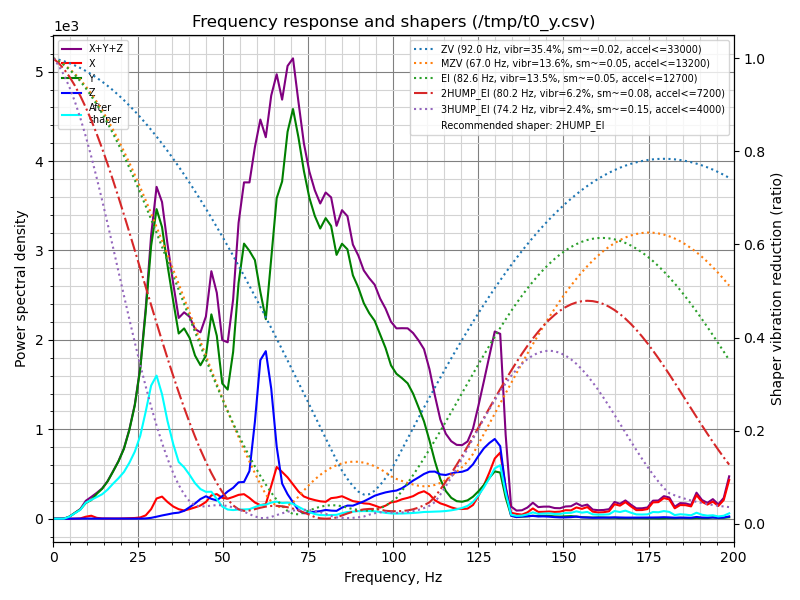 Frequency response and shapers (/tmp/t0_y.csv)
1e3
X+Y+Z
X
Y
Z
After
shaper
ZV (92.0 Hz, vibr=35.4%, sm~=0.02, accel<=33000)
MZV (67.0 Hz, vibr=13.6%, sm~=0.05, accel<=13200)
EI (82.6 Hz, vibr=13.5%, sm~=0.05, accel<=12700)
2HUMP_EI (80.2 Hz, vibr=6.2%, sm~=0.08, accel<=7200)
3HUMP_EI (74.2 Hz, vibr=2.4%, sm~=0.15, accel<=4000)
Recommended shaper: 2HUMP_EI
Power spectral density
5
4
3
2
1
0
1.0
0.8
0.6
0.4
0.2
0.0
Shaper vibration reduction (ratio)
0 25 50 75 100 125 150 175 200
Frequency, Hz